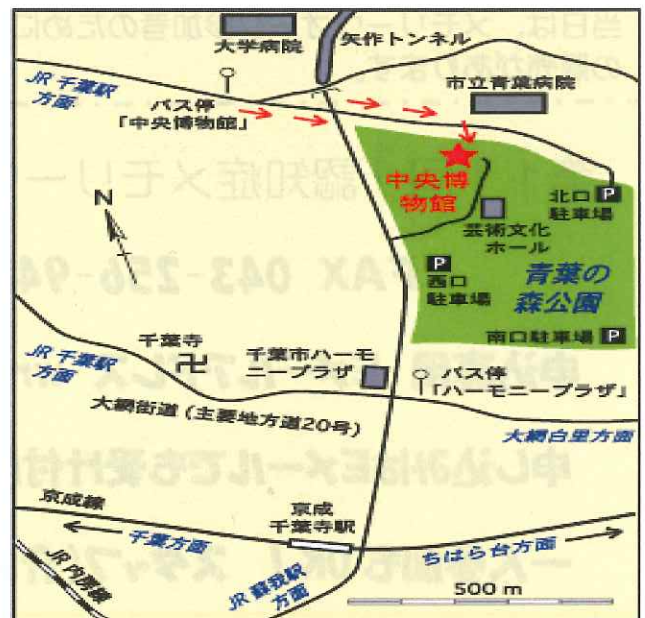 大学病院
矢作トンネル
JR 千葉駅
方面
バス停
「中央博物館」
市立青葉病院
中央博
物館
北口
P
駐車場
芸術文化
ホール
P
西口
駐車場
青葉の
森公園
南口駐車場 P
N
千葉寺
卍
JR 千葉駅
方面
千葉市ハーモ
ニープラザ
バス停
「ハーモニープラザ」
大網街道 (主要地方道20号)
大網白里方面
京成線
京成
千葉寺駅
千葉方面
ちはら台方面
JR 内房線
JR 蘇我駅
方面
500 m